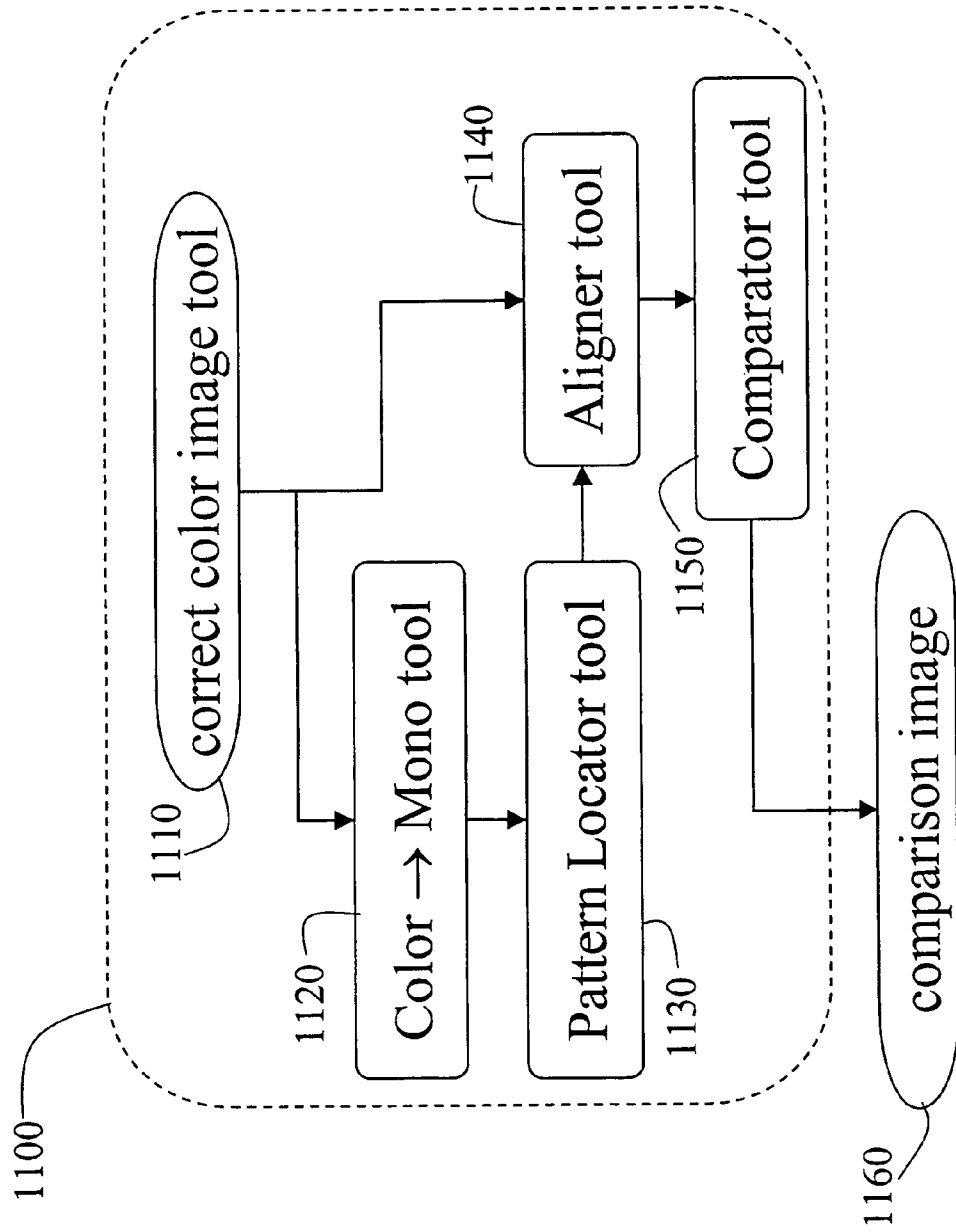 1100
1110
correct color image tool
1120
Color → Mono tool
1140
Pattern Locator tool
Aligner tool
1130
1150
Comparator tool
1160
comparison image